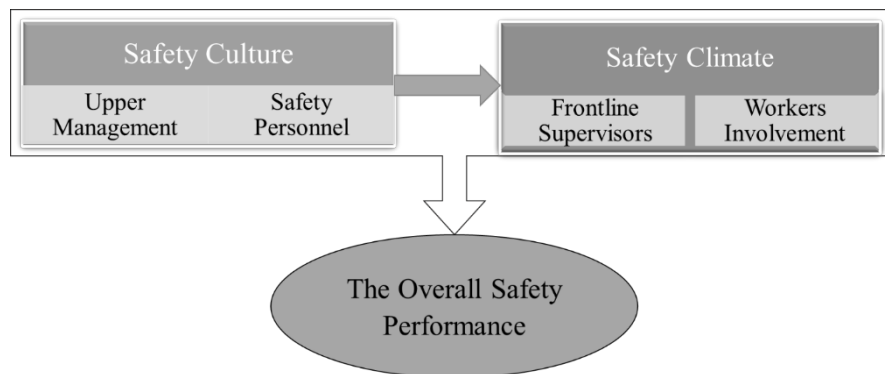 Safety Culture
Upper
Management
Safety
Personnel
Safety Climate
Frontline
Supervisors
Workers
Involvement
The Overall Safety
Performance